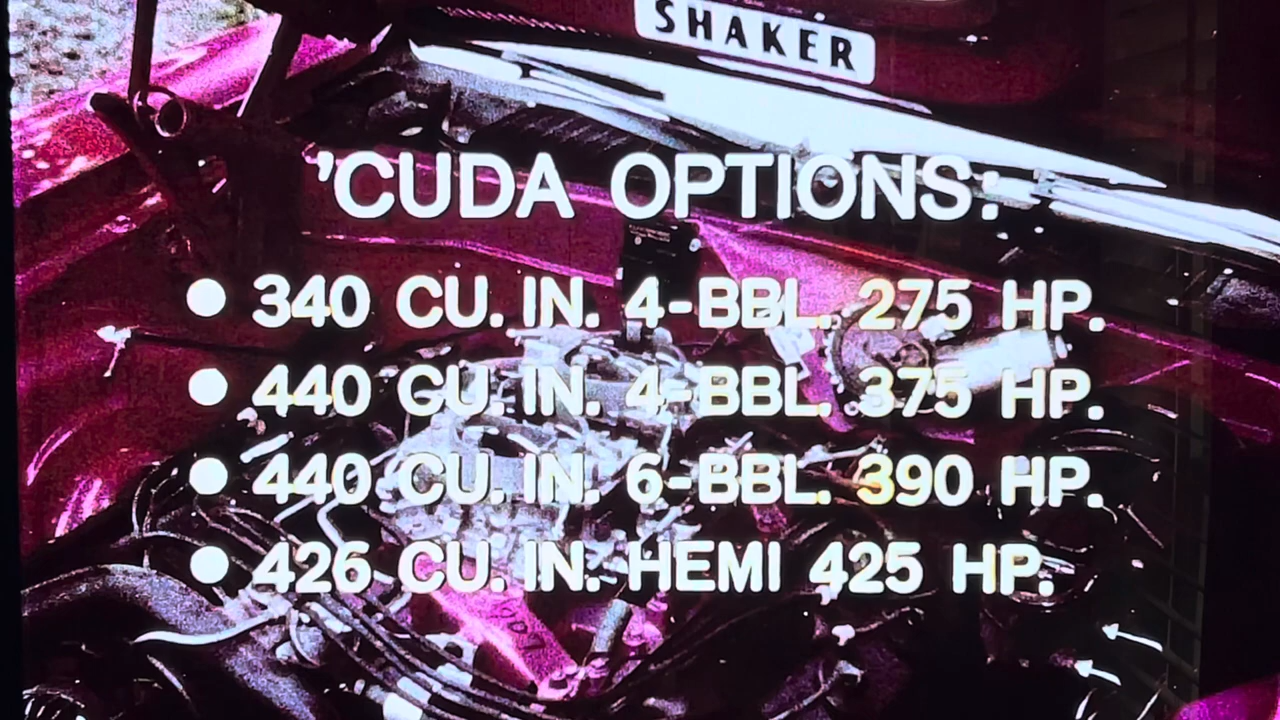 SHAKER
'CUDA OPTIONS:
● 340 CU. IN. 4-BBL. 275 HP.
● 440 CU. IN. 4-BBL. 375 HP.
● 440 CU. IN. 6-BBL. 390 HP.
● 426 CU. IN. HEMI 425 HP.